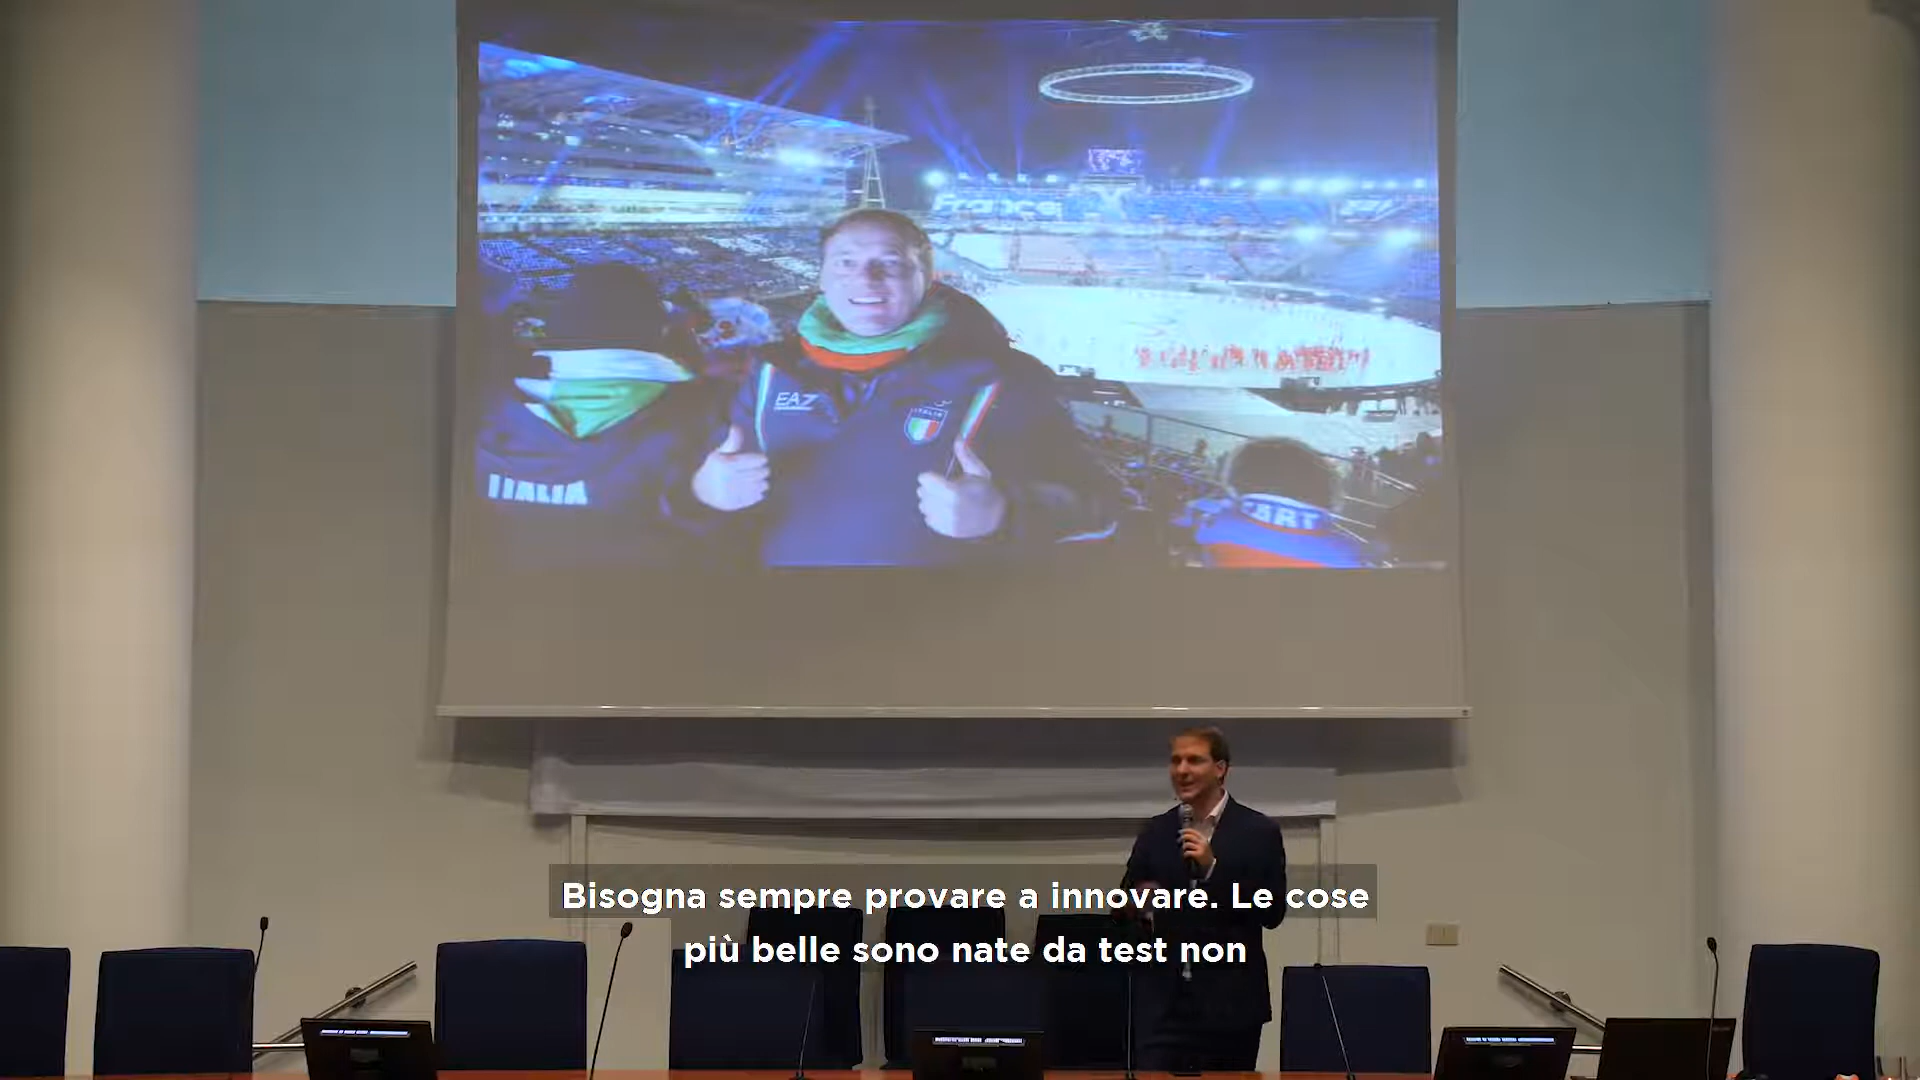 France
EA7
ITALIA
ITALIA
Bisogna sempre provare a innovare. Le cose
più belle sono nate da test non